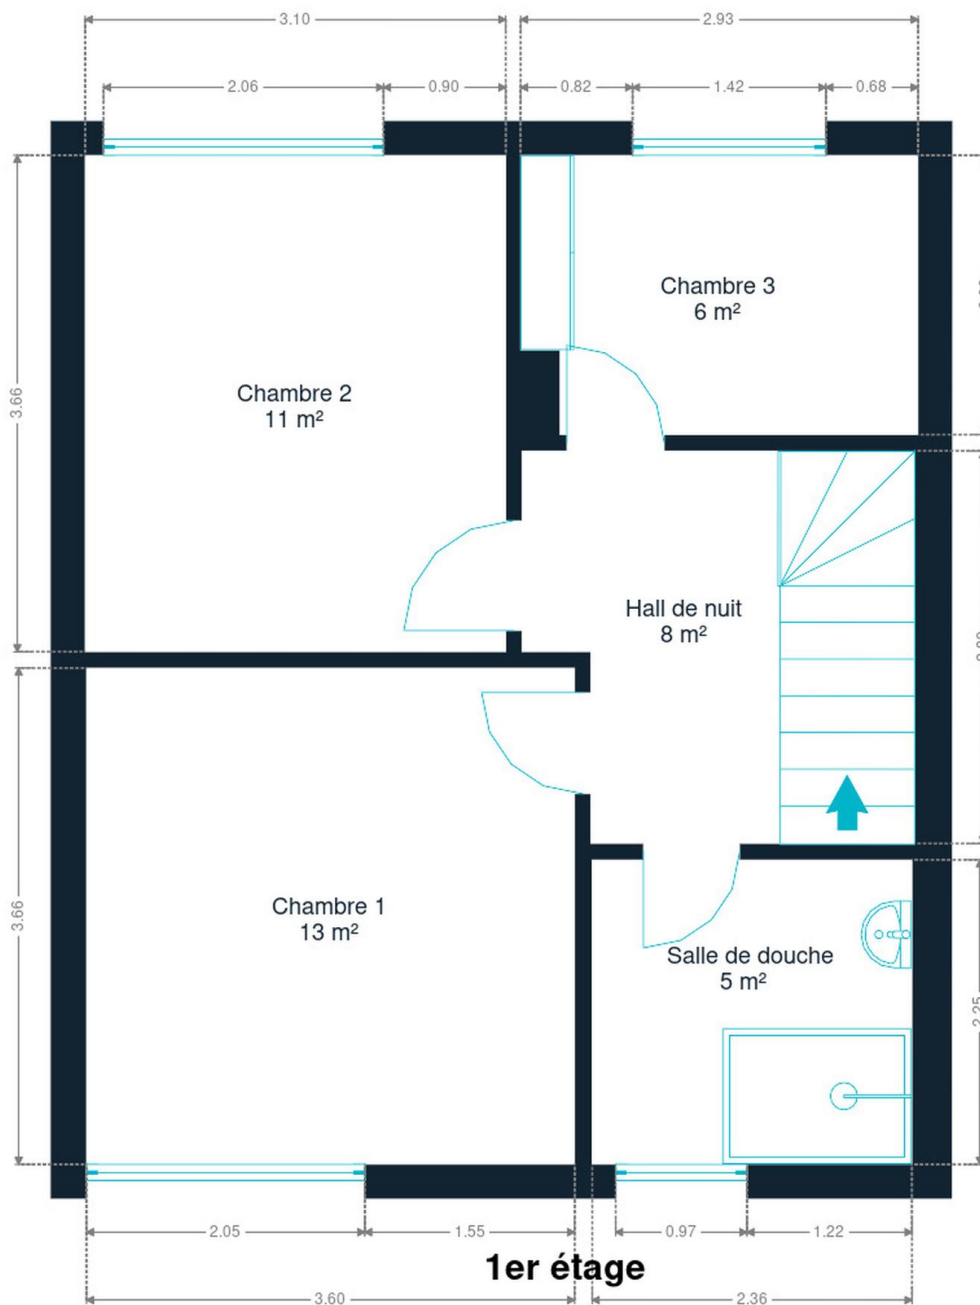 3.10
2.93
2.06
0.90
0.82
1.42
0.68
Chambre 3
6 m²
Chambre 2
11 m²
3.66
Hall de nuit
8 m²
Chambre 1
13 m²
3.66
Salle de douche
5 m²
2.25
2.05
1.55
0.97
1.22
1er étage
3.60
2.36